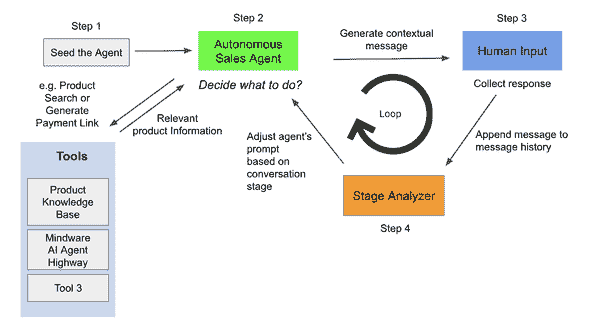 Step 1
Seed the Agent
Step 2
Autonomous
Sales Agent
Decide what to do?
Generate contextual
message
Step 3
Human Input
Collect response
Loop
Append message to
message history
Adjust agent's
prompt
based on
conversation
stage
Stage Analyzer
Step 4
e.g. Product
Search or
Generate
Payment Link
Relevant
product Information
Tools
Product
Knowledge
Base
Mindware
AI Agent
Highway
Tool 3